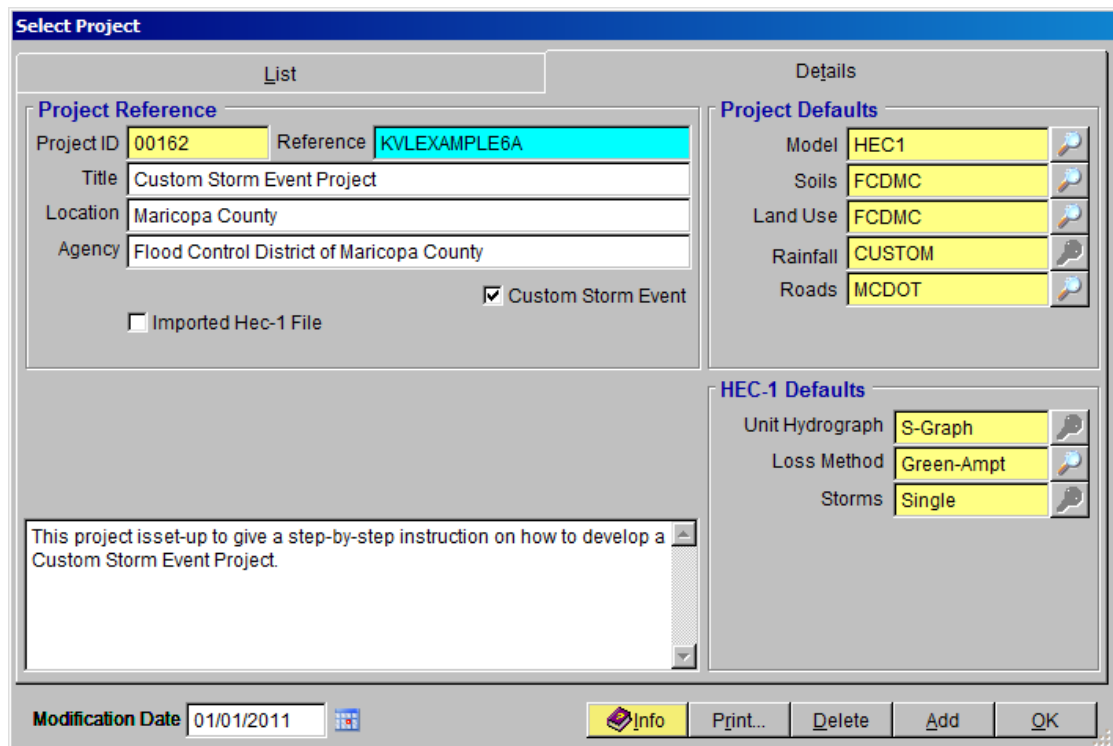 Select Project
List
Details
Project Reference
Project ID 00162 Reference KVLEXAMPLE6A
Title Custom Storm Event Project
Location Maricopa County
Agency Flood Control District of Maricopa County
Custom Storm Event
Imported Hec-1 File
Project Defaults
Model HEC1
Soils FCDMC
Land Use FCDMC
Rainfall CUSTOM
Roads MCDOT
HEC-1 Defaults
Unit Hydrograph S-Graph
Loss Method Green-Ampt
Storms Single
This project isset-up to give a step-by-step instruction on how to develop a
Custom Storm Event Project.
Modification Date 01/01/2011
Info Print... Delete Add OK